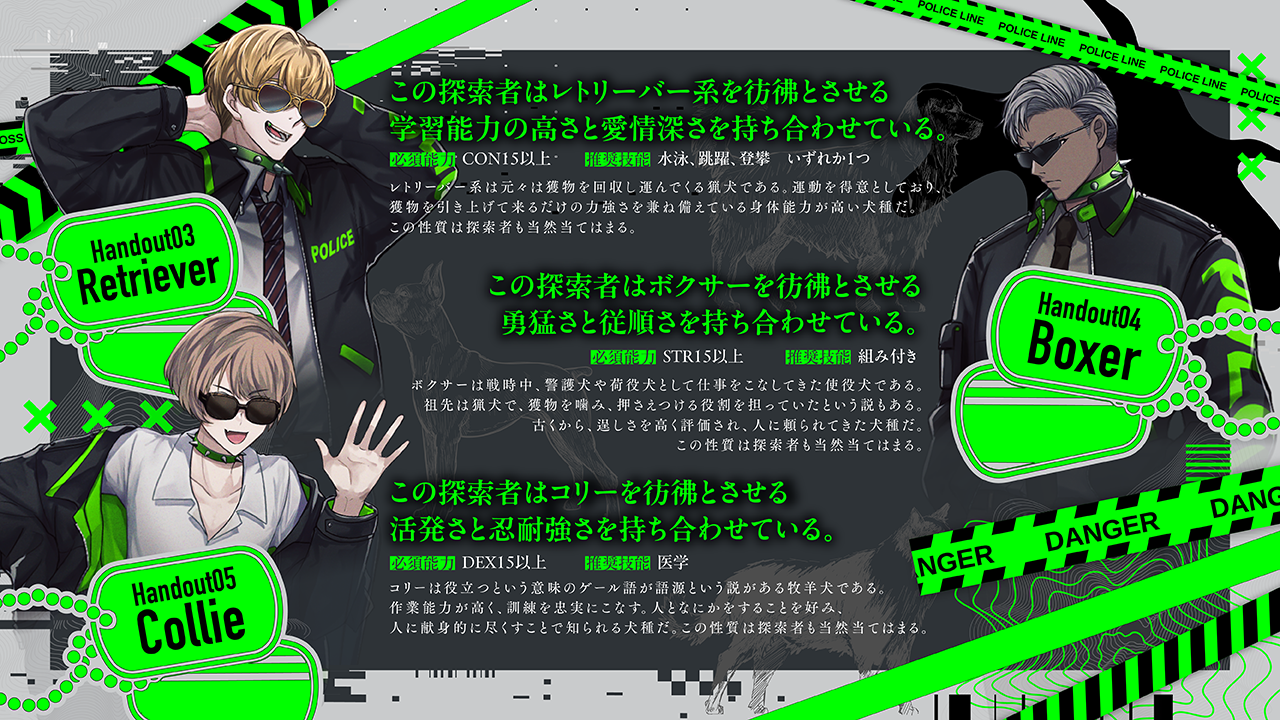 POLICE LINE
POLICE LINE
POLICE LINE
POLICE LINE
POLICE
OSS
この探索者はレトリーバー系を彷彿とさせる
学習能力の高さと愛情深さを持ち合わせている。
必須能力 CON15以上 推奨技能 水泳、跳躍、登攀 いずれか1つ
レトリーバー系は元々は獲物を回収し運んでくる猟犬である。運動を得意としており、
獲物を引き上げて来るだけの力強さを兼ね備えている身体能力が高い犬種だ。
この性質は探索者も当然当てはまる。
POLICE
Handout03
Retriever
この探索者はボクサーを彷彿とさせる
勇猛さと従順さを持ち合わせている。
必須能力 STR15以上 推奨技能 組み付き
ボクサーは戦時中、警護犬や荷役犬として仕事をこなしてきた使役犬である。
祖先は猟犬で、獲物を噛み、押さえつける役割を担っていたという説もある。
古くから、逞しさを高く評価され、人に頼られてきた犬種だ。
この性質は探索者も当然当てはまる。
Handout04
Boxer
この探索者はコリーを彷彿とさせる
活発さと忍耐強さを持ち合わせている。
必須能力 DEX15以上 推奨技能 医学
コリーは役立つという意味のゲール語が語源という説がある牧羊犬である。
作業能力が高く、訓練を忠実にこなす。人となにかをすることを好み、
人に献身的に尽くすことで知られる犬種だ。この性質は探索者も当然当てはまる。
Handout05
Collie
NGER
DANGER
DANG